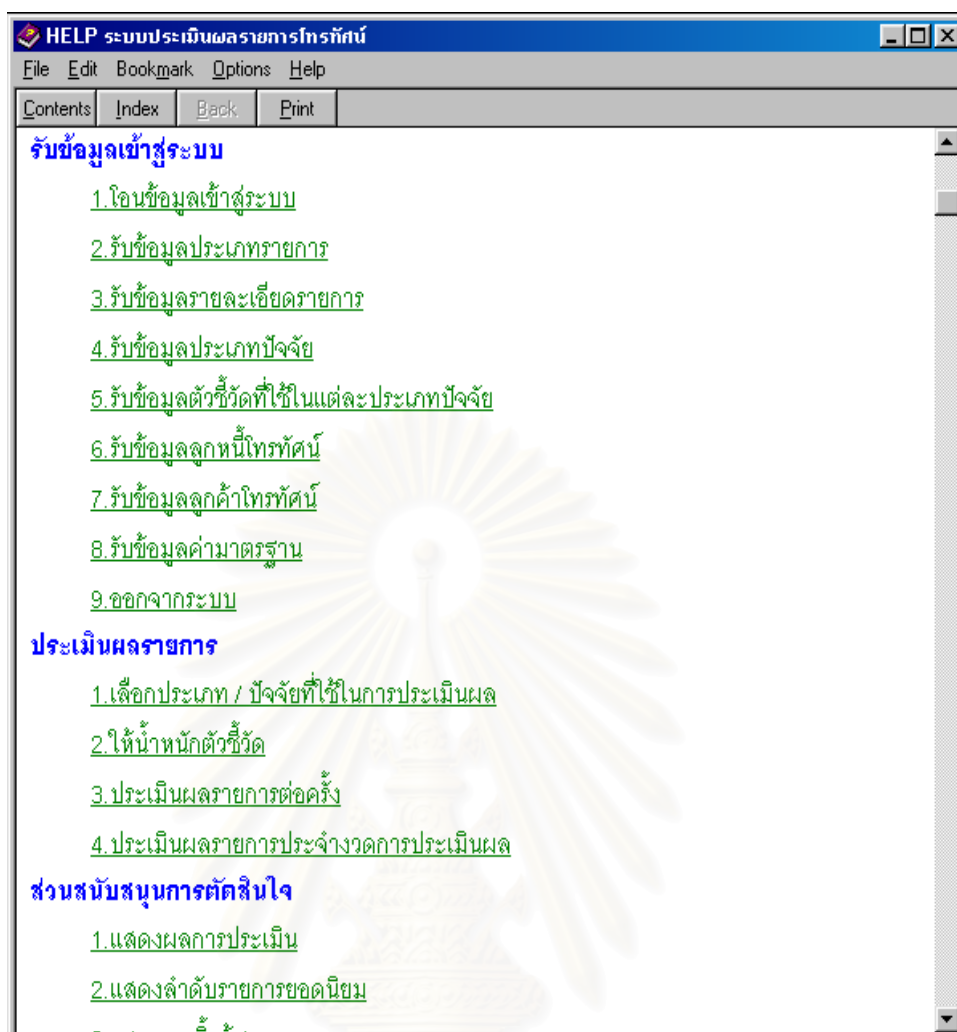 HELP ระบบประเมินผลรายการโทรทัศน์
File Edit Bookmark Options Help
Contents Index Back Print
รับข้อมูลเข้าสู่ระบบ
1.โอนข้อมูลเข้าสู่ระบบ
2.รับข้อมูลประเภทรายการ
3.รับข้อมูลรายละเอียดรายการ
4.รับข้อมูลประเภทปัจจัย
5.รับข้อมูลตัวชี้วัดที่ใช้ในแต่ละประเภทปัจจัย
6.รับข้อมูลลูกหนี้โทรทัศน์
7.รับข้อมูลลูกค้าโทรทัศน์
8.รับข้อมูลค่ามาตรฐาน
9.ออกจากระบบ
ประเมินผลรายการ
1.เลือกประเภท / ปัจจัยที่ใช้ในการประเมินผล
2.ให้น้ำหนักตัวชี้วัด
3.ประเมินผลรายการต่อครั้ง
4.ประเมินผลรายการประจำงวดการประเมินผล
ส่วนสนับสนุนการตัดสินใจ
1.แสดงผลการประเมิน
2.แสดงลำดับรายการยอดนิยม